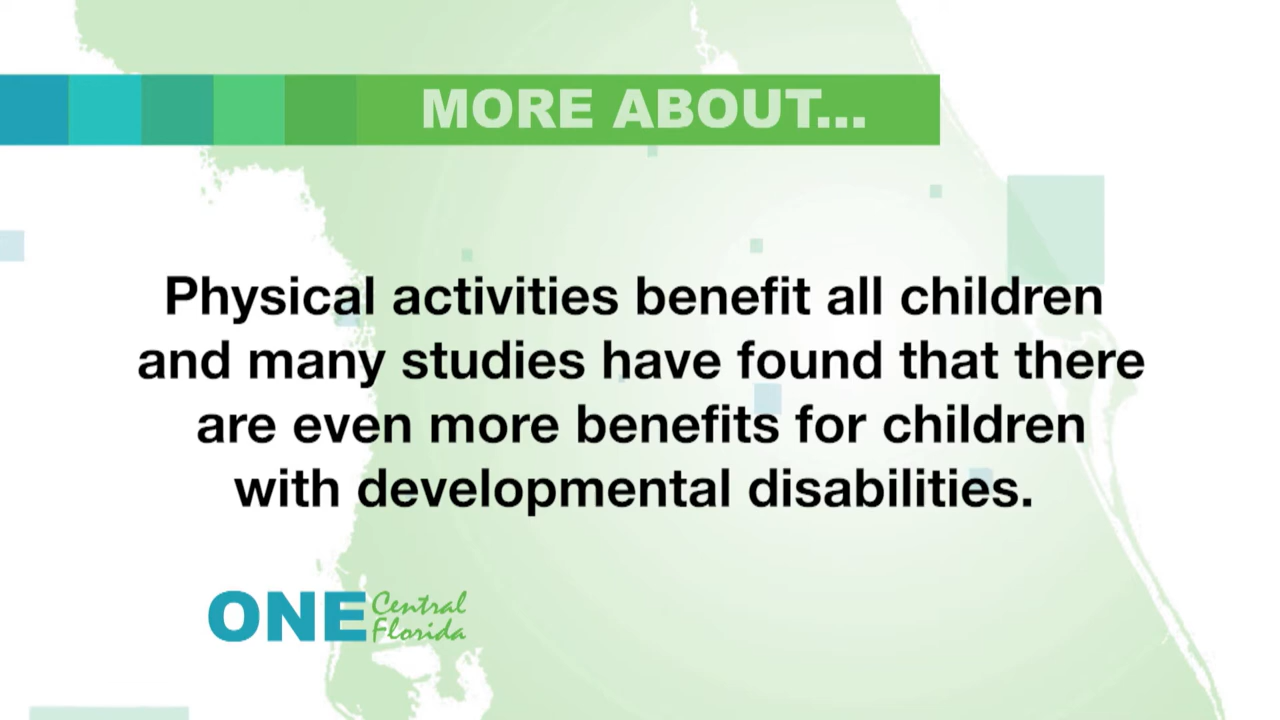 MORE ABOUT...
Physical activities benefit all children
and many studies have found that there
are even more benefits for children
with developmental disabilities.
ONE Central
Florida